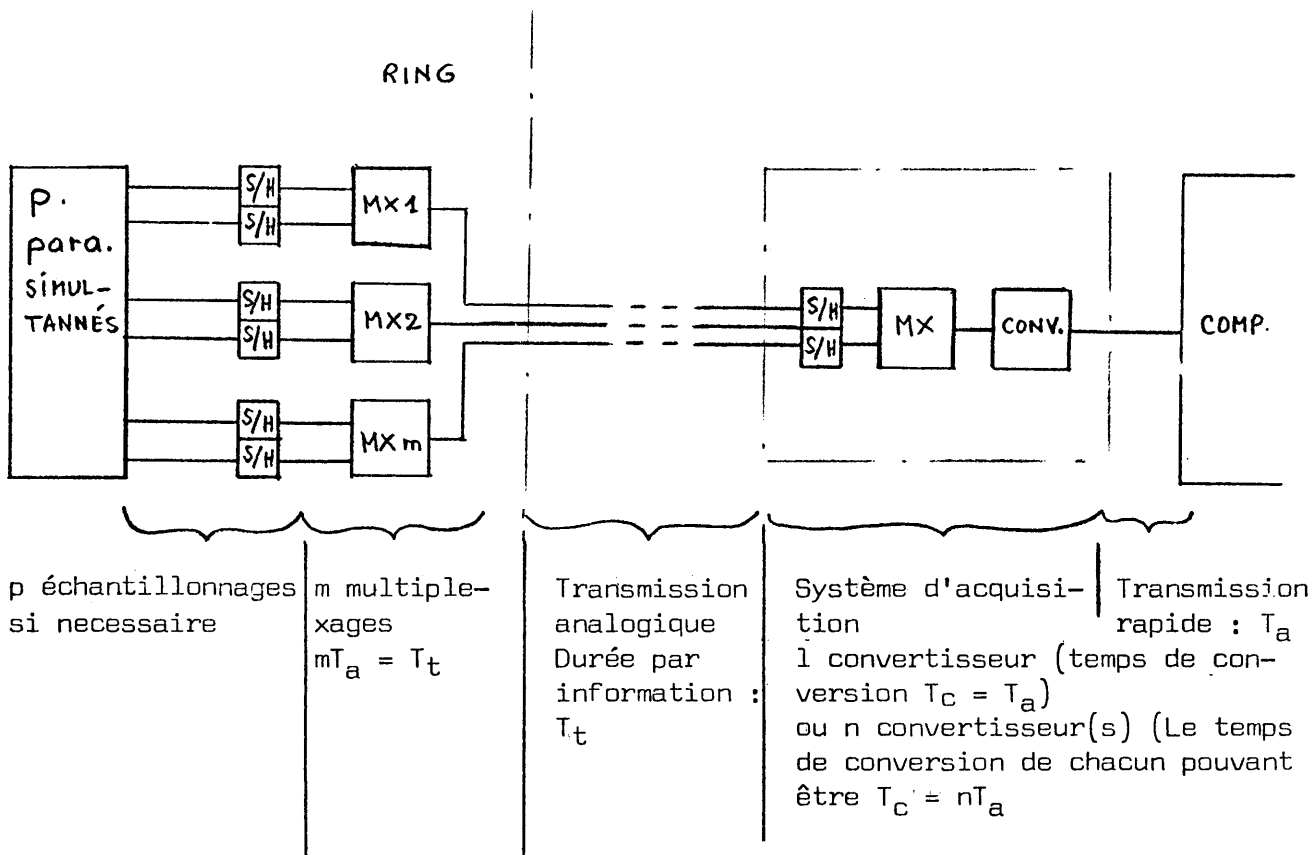 RING
P.
para.
SIMUL-
TANNÉS
S/H
S/H
MX1
S/H
S/H
MX2
S/H
S/H
MXm
S/H
S/H
MX
CONV.
COMP.
p échantillonnages
si necessaire
m multiple-
xages
mTa = Tt
Transmission
analogique
Durée par
information :
Tt
Système d'acquisi-
tion
l convertisseur (temps de con-
version Tc = Ta)
ou n convertisseur(s) (Le temps
de conversion de chacun pouvant
être Tc = nTa
Transmission
rapide : Ta